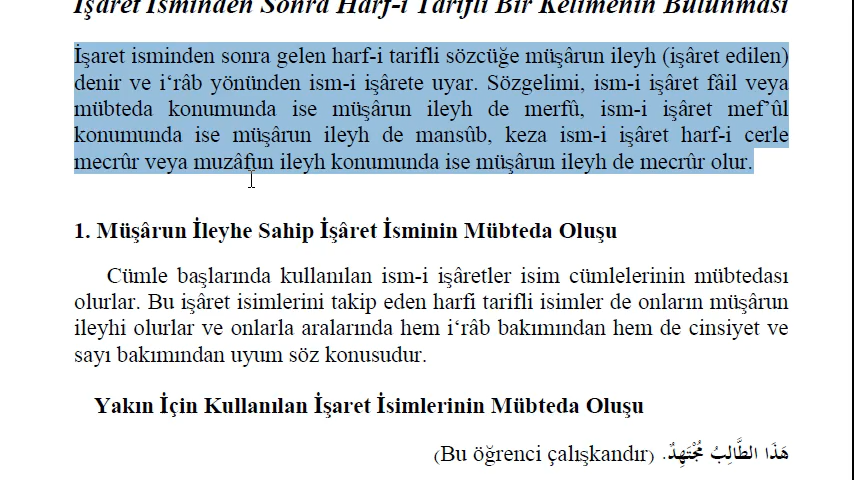 İşaret İsminden Sonra Harf-i Tarifli Bir Kelimenin Bulunması
İşaret isminden sonra gelen harf-i tarifli sözcüğe müşârun ileyh (işâret edilen)
denir ve i‘râb yönünden ism-i işârete uyar. Sözgelimi, ism-i işâret fâil veya
mübteda konumunda ise müşârun ileyh de merfû, ism-i işâret mef’ûl
konumunda ise müşârun ileyh de mansûb, keza ism-i işâret harf-i cerle
mecrûr veya muzâfun ileyh konumunda ise müşârun ileyh de mecrûr olur.
1. Müşârun İleyhe Sahip İşâret İsminin Mübteda Oluşu
Cümle başlarında kullanılan ism-i işâretler isim cümlelerinin mübtedası
olurlar. Bu işâret isimlerini takip eden harfi tarifli isimler de onların müşârun
ileyhi olurlar ve onlarla aralarında hem i‘râb bakımından hem de cinsiyet ve
sayı bakımından uyum söz konusudur.
Yakın İçin Kullanılan İşaret İsimlerinin Mübteda Oluşu
هَذَا الطَّالِبُ مُجْتَهِدٌ. (Bu öğrenci çalışkandır)